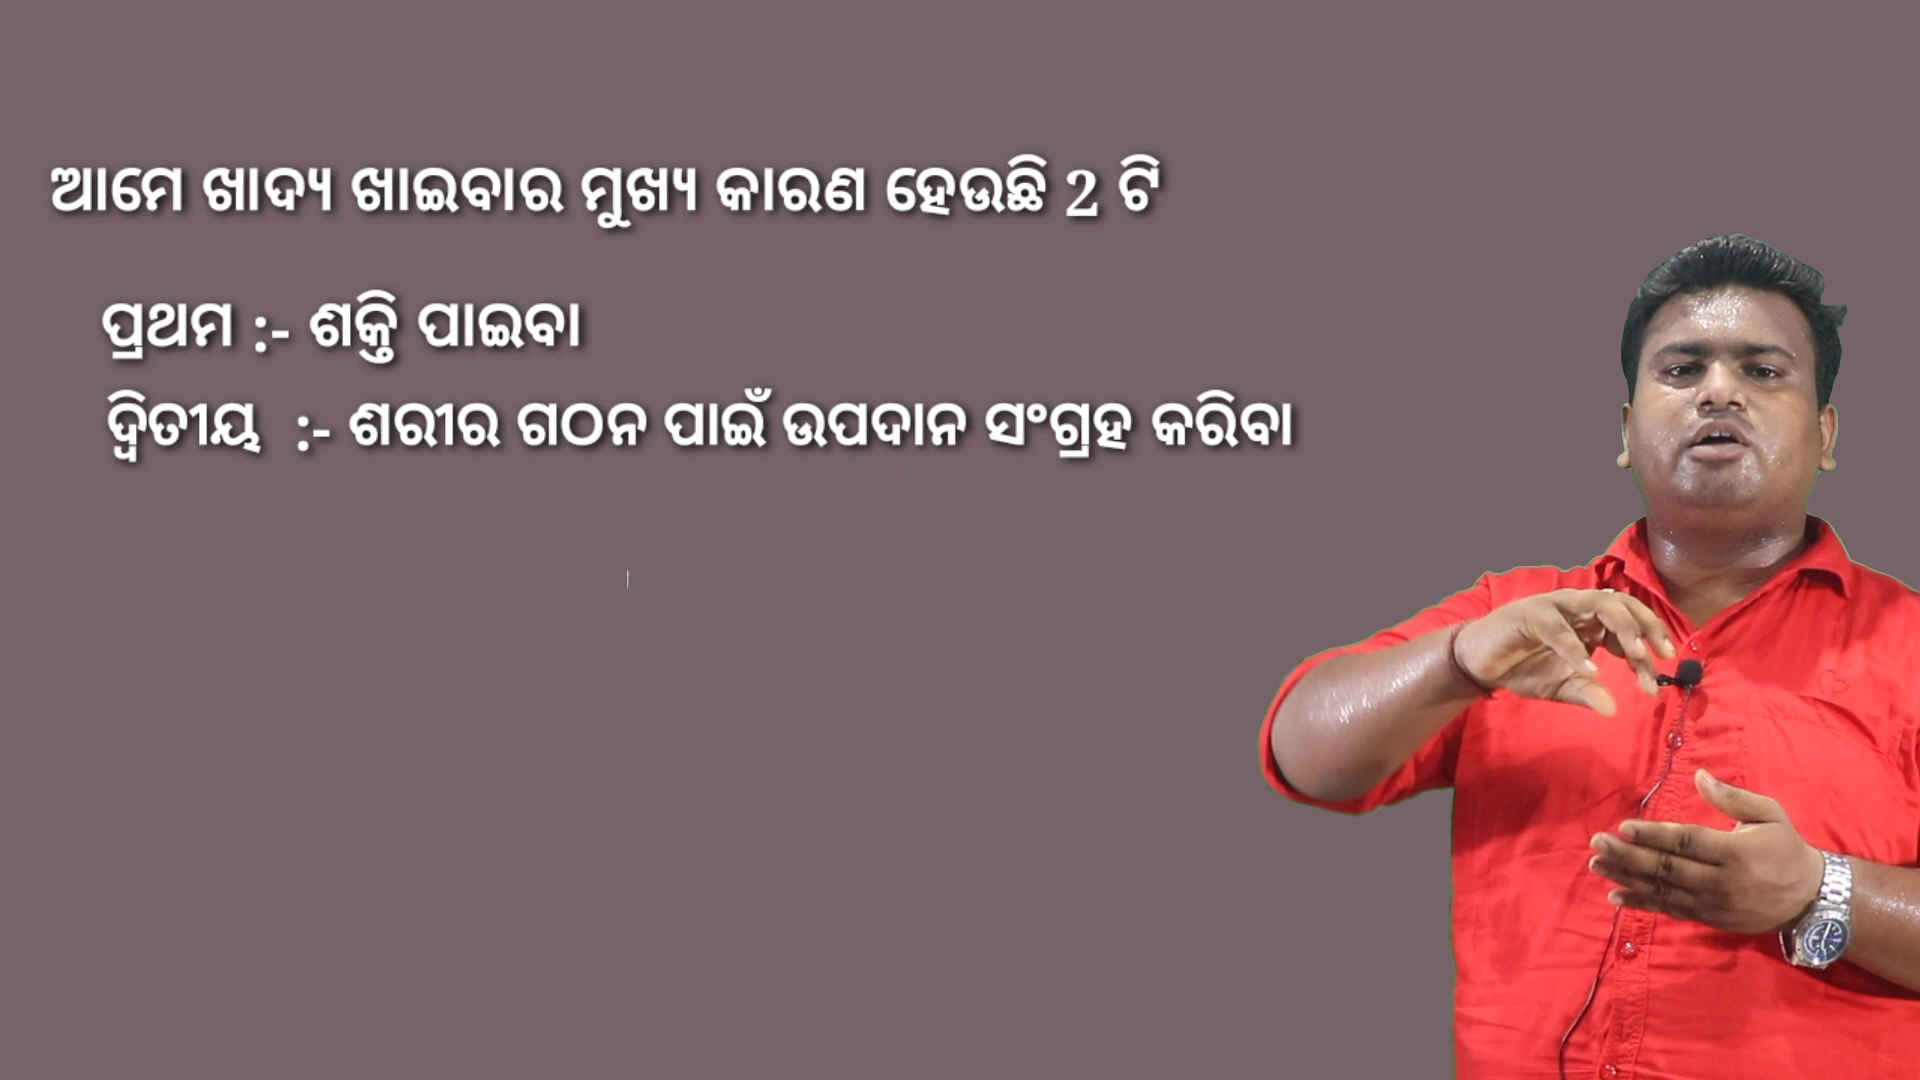 ଆମେ ଖାଦ୍ୟ ଖାଇବାର ମୁଖ୍ୟ କାରଣ ହେଉଛି 2 ଟି
ପ୍ରଥମ :- ଶକ୍ତି ପାଇବା
ଦ୍ୱିତୀୟ :- ଶରୀର ଗଠନ ପାଇଁ ଉପଦାନ ସଂଗ୍ରହ କରିବା